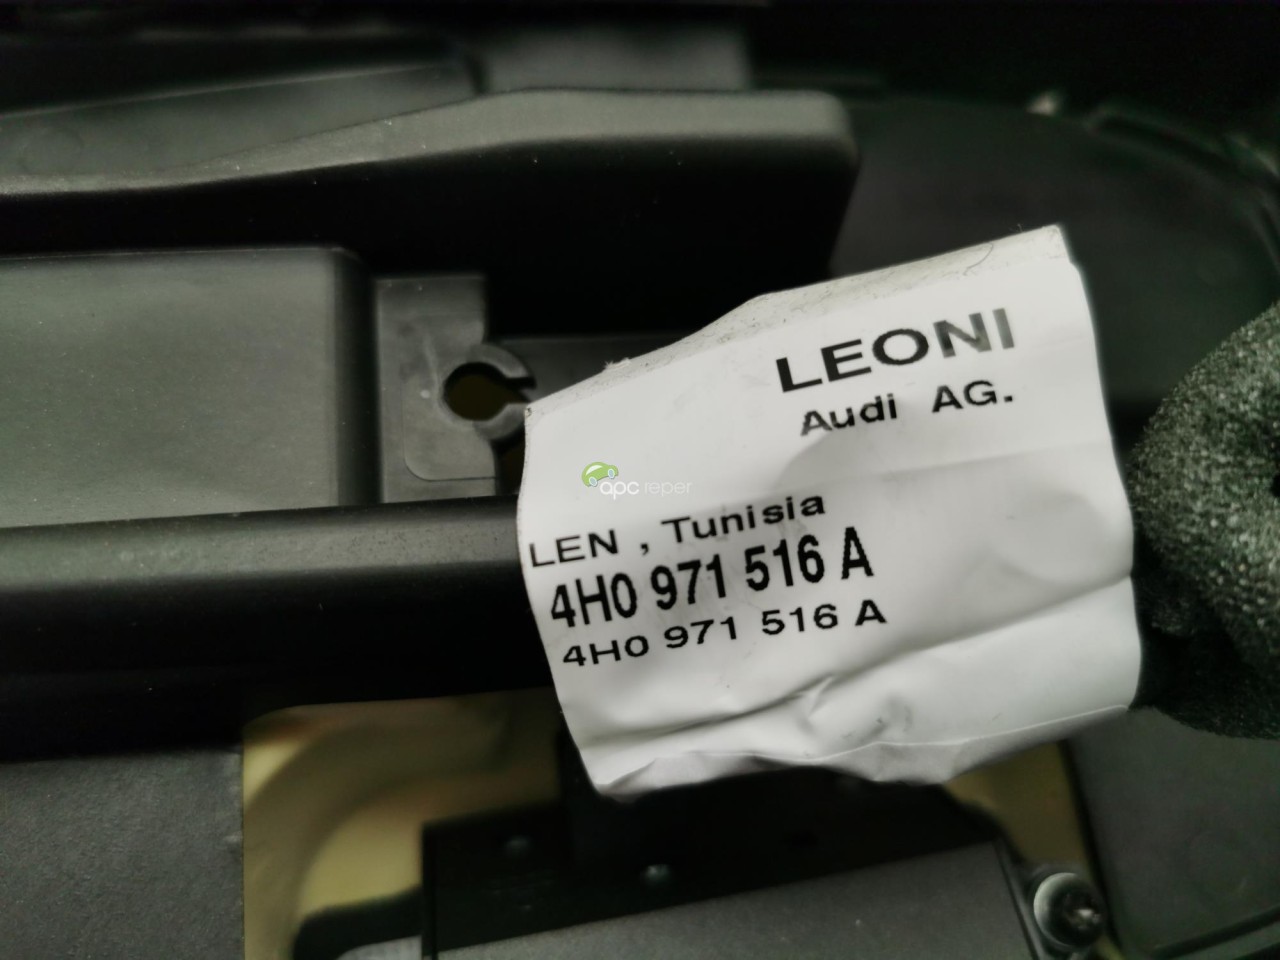 LEONI
Audi AG.
apc reper
LEN , Tunisia
4H0 971 516 A
4H0 971 516 A